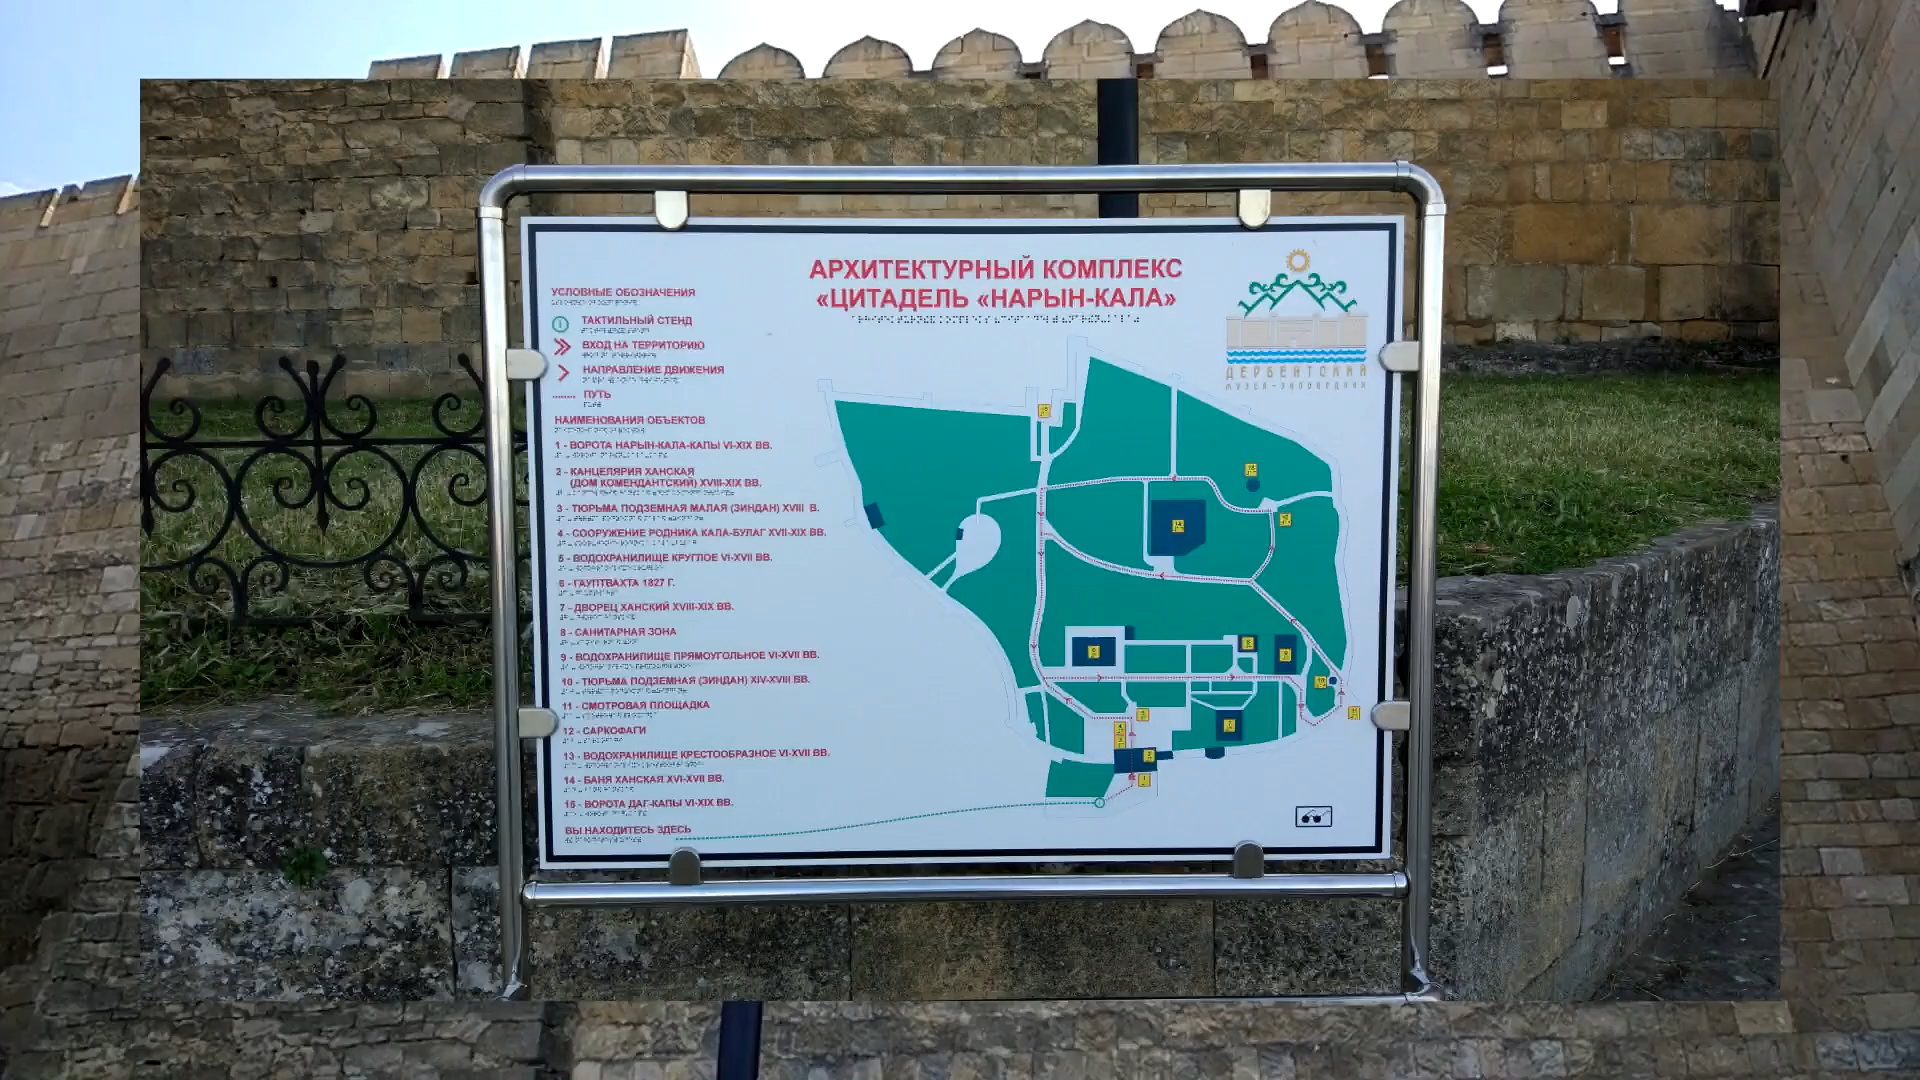 АРХИТЕКТУРНЫЙ КОМПЛЕКС
«ЦИТАДЕЛЬ «НАРЫН-КАЛА»
УСЛОВНЫЕ ОБОЗНАЧЕНИЯ
ТАКТИЛЬНЫЙ СТЕНД
ВХОД НА ТЕРРИТОРИЮ
НАПРАВЛЕНИЕ ДВИЖЕНИЯ
ПУТЬ
НАИМЕНОВАНИЯ ОБЪЕКТОВ
1 - ВОРОТА НАРЫН-КАЛА-КАПЫ VI-XIX ВВ.
2 - КАНЦЕЛЯРИЯ ХАНСКАЯ
(ДОМ КОМЕНДАНТСКИЙ) XVIII-XIX ВВ.
3 - ТЮРЬМА ПОДЗЕМНАЯ МАЛАЯ (ЗИНДАН) XVIII В.
4 - СООРУЖЕНИЕ РОДНИКА КАЛА-БУЛАГ XVII-XIX ВВ.
5 - ВОДОХРАНИЛИЩЕ КРУГЛОЕ VI-XVII ВВ.
6 - ГАУПТВАХТА 1827 Г.
7 - ДВОРЕЦ ХАНСКИЙ XVIII-XIX ВВ.
8 - САНИТАРНАЯ ЗОНА
9 - ВОДОХРАНИЛИЩЕ ПРЯМОУГОЛЬНОЕ VI-XVII ВВ.
10 - ТЮРЬМА ПОДЗЕМНАЯ (ЗИНДАН) XIV-XVIII ВВ.
11 - СМОТРОВАЯ ПЛОЩАДКА
12 - САРКОФАГИ
13 - ВОДОХРАНИЛИЩЕ КРЕСТООБРАЗНОЕ VI-XVII ВВ.
14 - БАНЯ ХАНСКАЯ XVI-XVII ВВ.
15 - ВОРОТА ДАГ-КАПЫ VI-XIX ВВ.
ВЫ НАХОДИТЕСЬ ЗДЕСЬ
ДЕРБЕНТСКИЙ
МУЗЕЙ-ЗАПОВЕДНИК